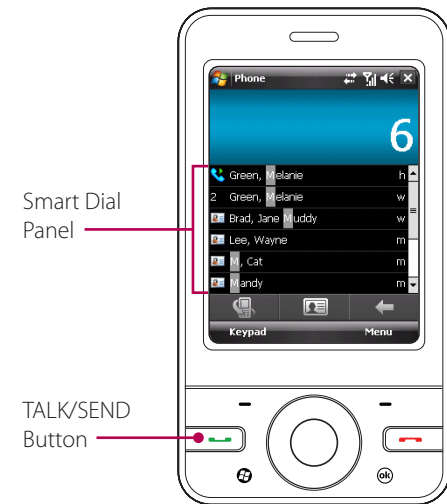 Phone
6
Green, Melanie h
2 Green, Melanie w
Brad, Jane Muddy w
Lee, Wayne m
M, Cat m
Mandy m
Keypad Menu
Smart Dial
Panel
TALK/SEND
Button
ok